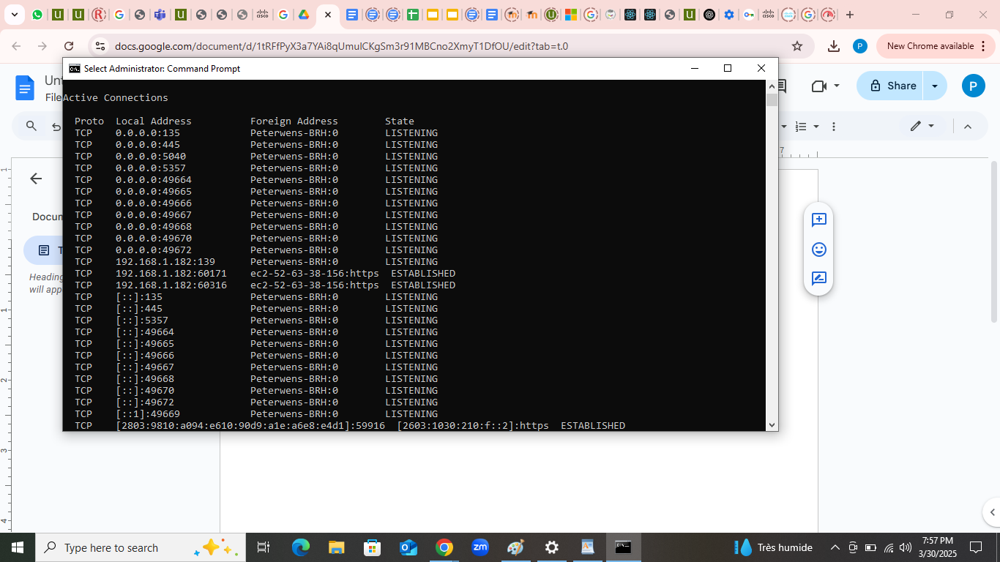 docs.google.com/document/d/1tRFfPyX3a7YAi8qUmulCKgSm3r91MBCno2XmyT1DfOU/edit?tab=t.0
P
New Chrome available
Select Administrator: Command Prompt
Unt
File
Share
P
Active Connections
Proto  Local Address          Foreign Address        State
TCP    0.0.0.0:135            Peterwens-BRH:0        LISTENING
TCP    0.0.0.0:445            Peterwens-BRH:0        LISTENING
TCP    0.0.0.0:5040           Peterwens-BRH:0        LISTENING
TCP    0.0.0.0:5357           Peterwens-BRH:0        LISTENING
TCP    0.0.0.0:49664          Peterwens-BRH:0        LISTENING
TCP    0.0.0.0:49665          Peterwens-BRH:0        LISTENING
TCP    0.0.0.0:49666          Peterwens-BRH:0        LISTENING
TCP    0.0.0.0:49667          Peterwens-BRH:0        LISTENING
TCP    0.0.0.0:49668          Peterwens-BRH:0        LISTENING
TCP    0.0.0.0:49670          Peterwens-BRH:0        LISTENING
TCP    0.0.0.0:49672          Peterwens-BRH:0        LISTENING
TCP    192.168.1.182:139      Peterwens-BRH:0        LISTENING
TCP    192.168.1.182:60171    ec2-52-63-38-156:https  ESTABLISHED
TCP    192.168.1.182:60316    ec2-52-63-38-156:https  ESTABLISHED
TCP    [::]:135               Peterwens-BRH:0        LISTENING
TCP    [::]:445               Peterwens-BRH:0        LISTENING
TCP    [::]:5357              Peterwens-BRH:0        LISTENING
TCP    [::]:49664             Peterwens-BRH:0        LISTENING
TCP    [::]:49665             Peterwens-BRH:0        LISTENING
TCP    [::]:49666             Peterwens-BRH:0        LISTENING
TCP    [::]:49667             Peterwens-BRH:0        LISTENING
TCP    [::]:49668             Peterwens-BRH:0        LISTENING
TCP    [::]:49670             Peterwens-BRH:0        LISTENING
TCP    [::]:49672             Peterwens-BRH:0        LISTENING
TCP    [::1]:49669            Peterwens-BRH:0        LISTENING
TCP    [2803:9810:a094:e610:90d9:a1e:a6e8:e4d1]:59916  [2603:1030:210:f::2]:https  ESTABLISHED
7
Docum
T
Heading
will app
1
1
2
3
4
Type here to search
zm
Très humide
7:57 PM
3/30/2025